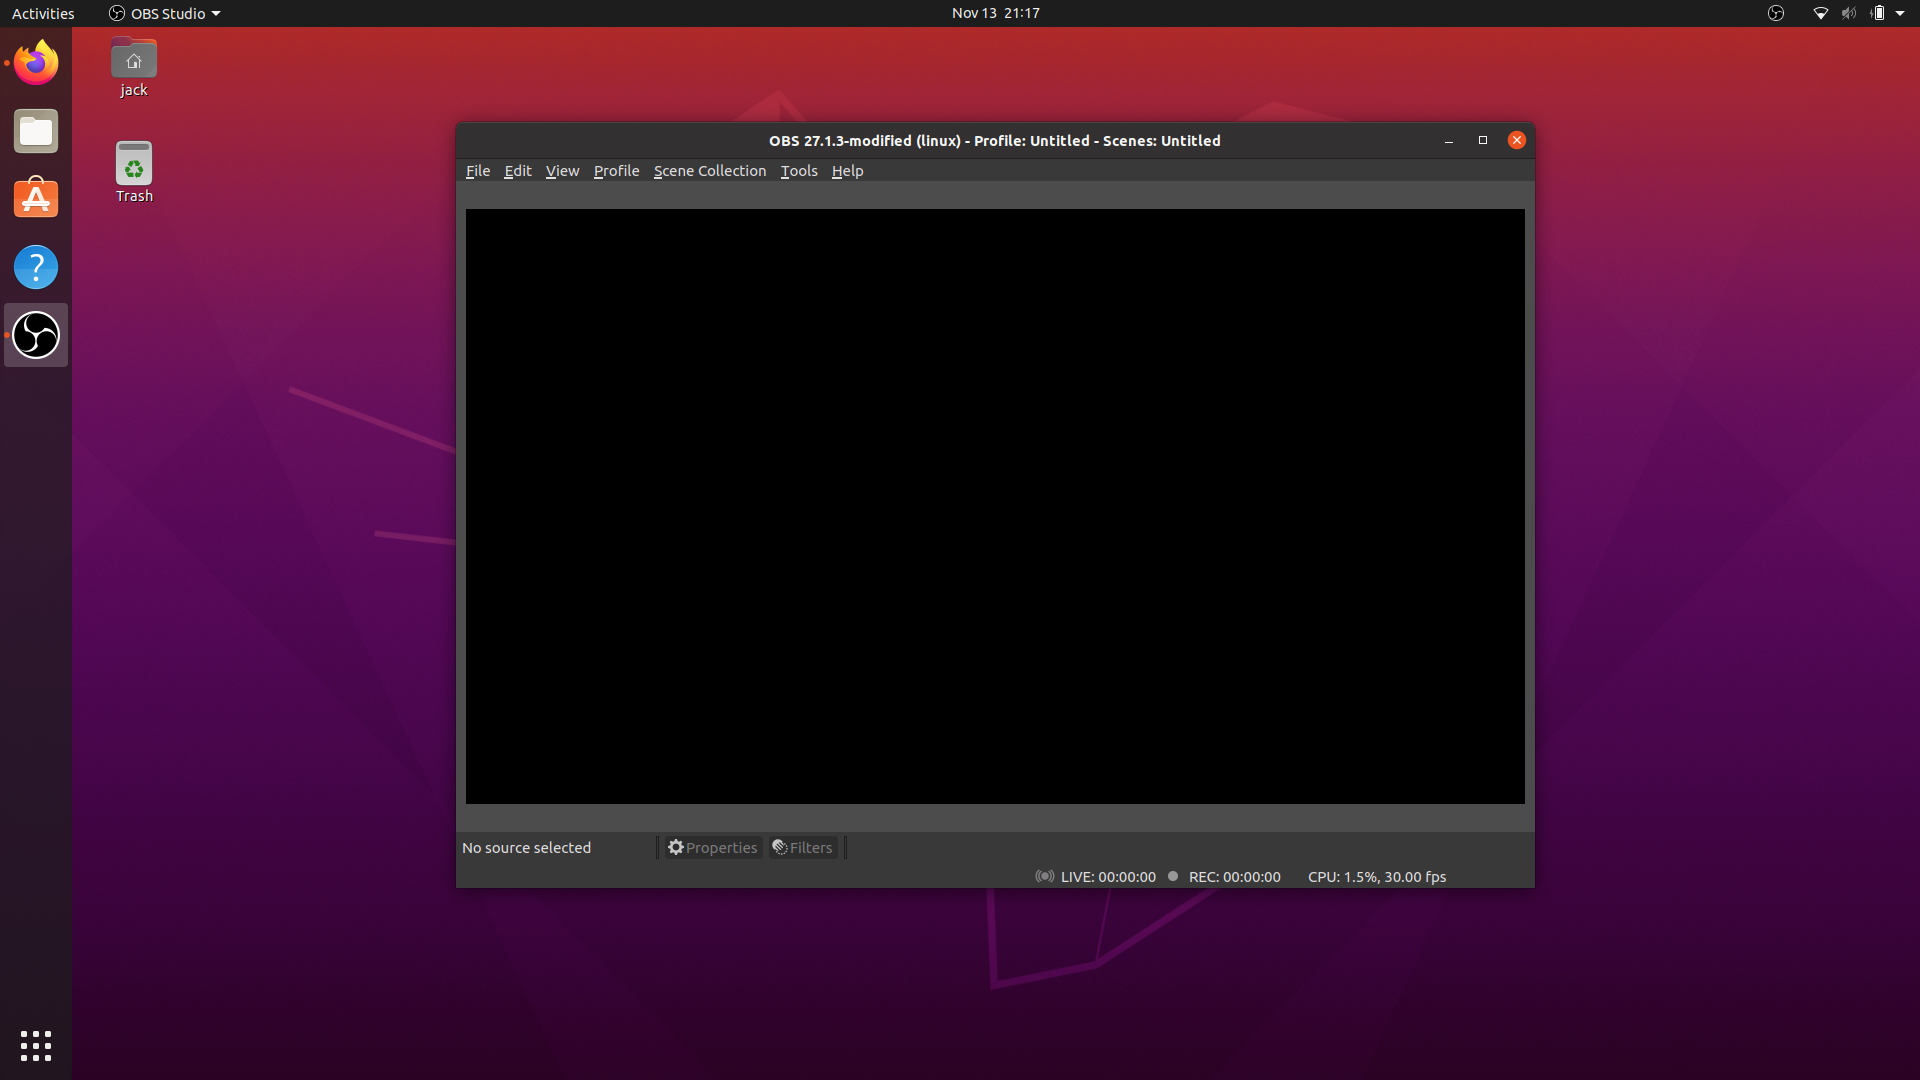 Activities
OBS Studio
Nov 13 21:17
jack
Trash
OBS 27.1.3-modified (linux) - Profile: Untitled - Scenes: Untitled
File Edit View Profile Scene Collection Tools Help
No source selected
Properties
Filters
LIVE: 00:00:00
REC: 00:00:00
CPU: 1.5%, 30.00 fps